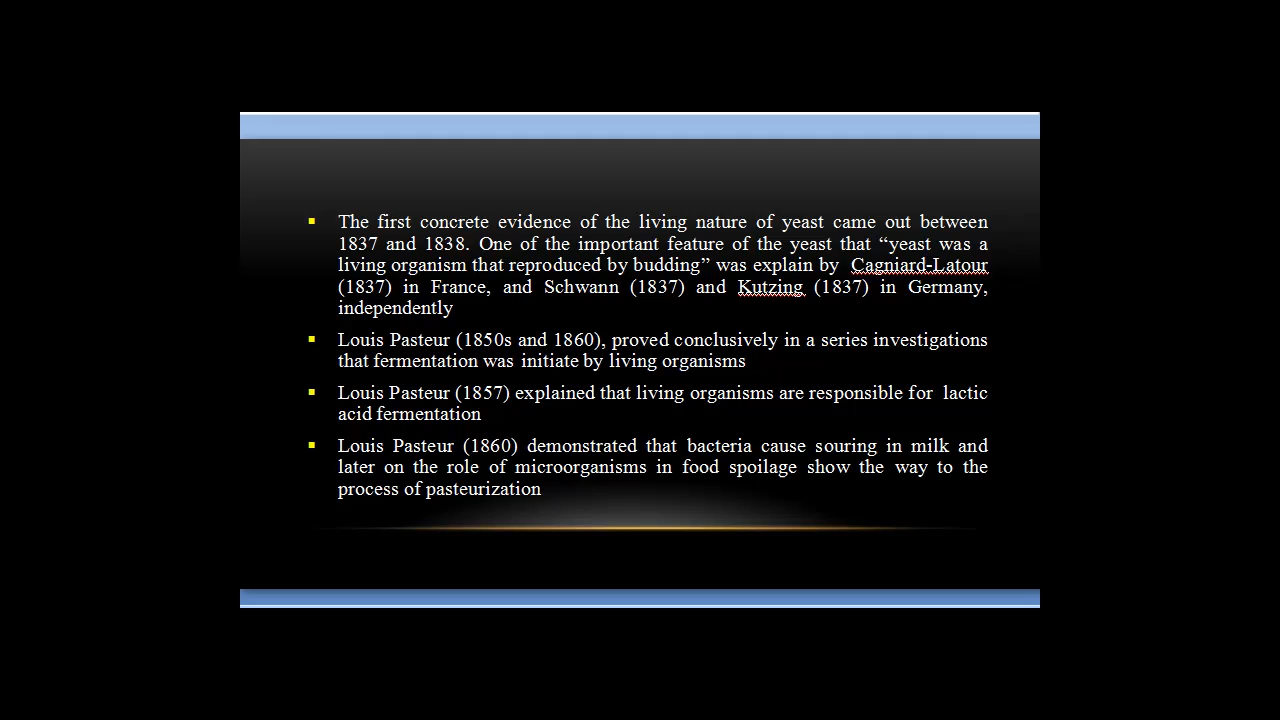 The first concrete evidence of the living nature of yeast came out between
1837 and 1838. One of the important feature of the yeast that “yeast was a
living organism that reproduced by budding” was explain by Cagniard-Latour
(1837) in France, and Schwann (1837) and Kutzing (1837) in Germany,
independently
Louis Pasteur (1850s and 1860), proved conclusively in a series investigations
that fermentation was initiate by living organisms
Louis Pasteur (1857) explained that living organisms are responsible for lactic
acid fermentation
Louis Pasteur (1860) demonstrated that bacteria cause souring in milk and
later on the role of microorganisms in food spoilage show the way to the
process of pasteurization